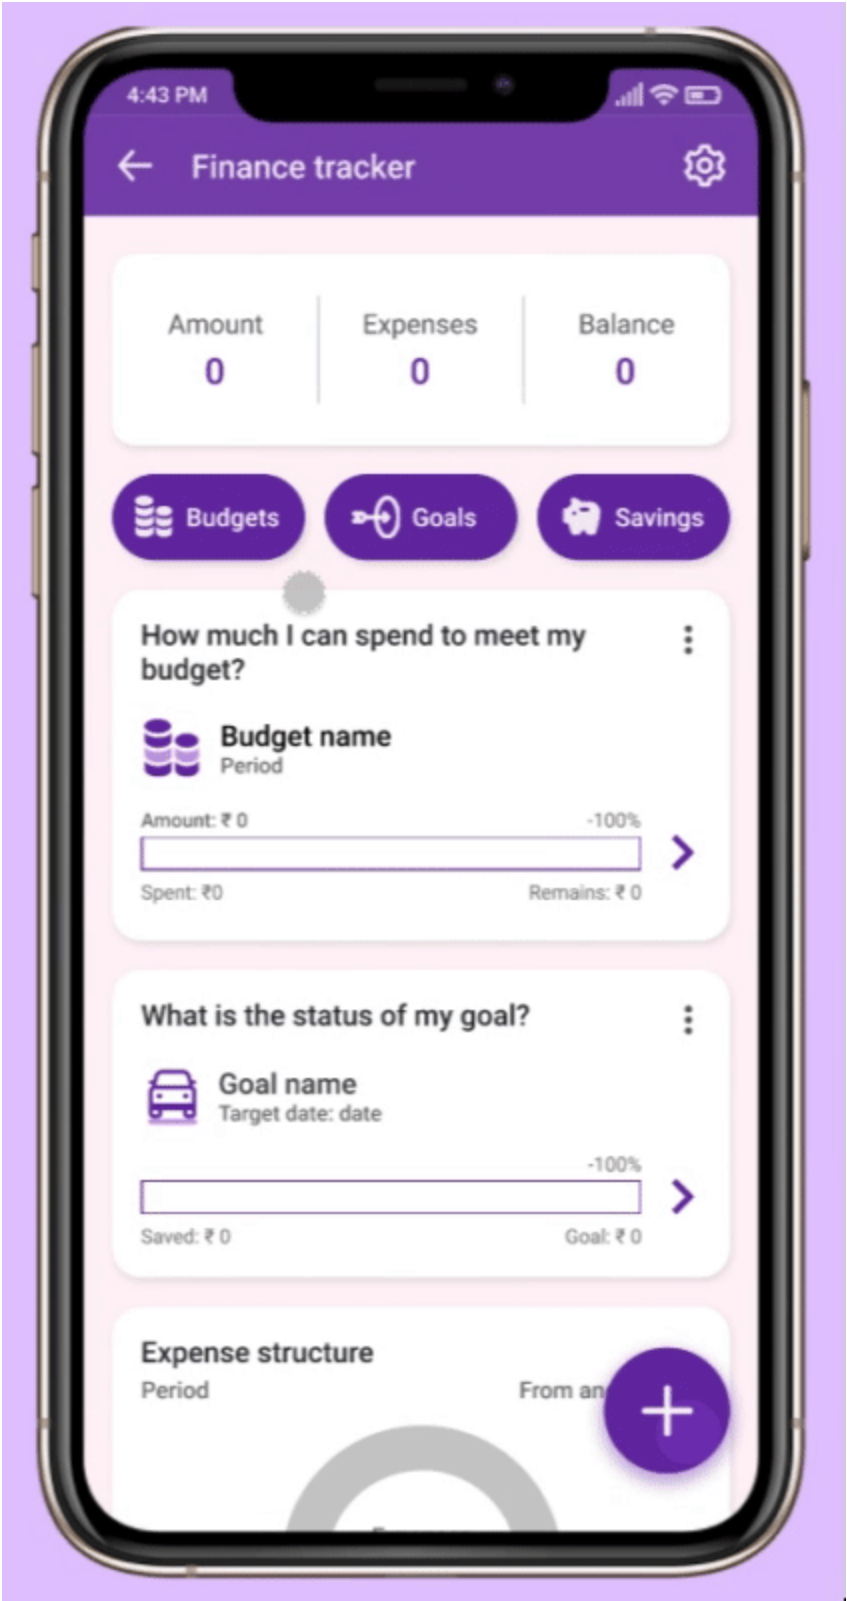 4:43 PM
Finance tracker
Amount
Expenses
Balance
0
0
0
Budgets
Goals
Savings
How much I can spend to meet my
budget?
Budget name
Period
Amount: ₹ 0
-100%
Spent: ₹0
Remains: ₹ 0
What is the status of my goal?
Goal name
Target date: date
-100%
Saved: ₹ 0
Goal: ₹ 0
Expense structure
Period
From an